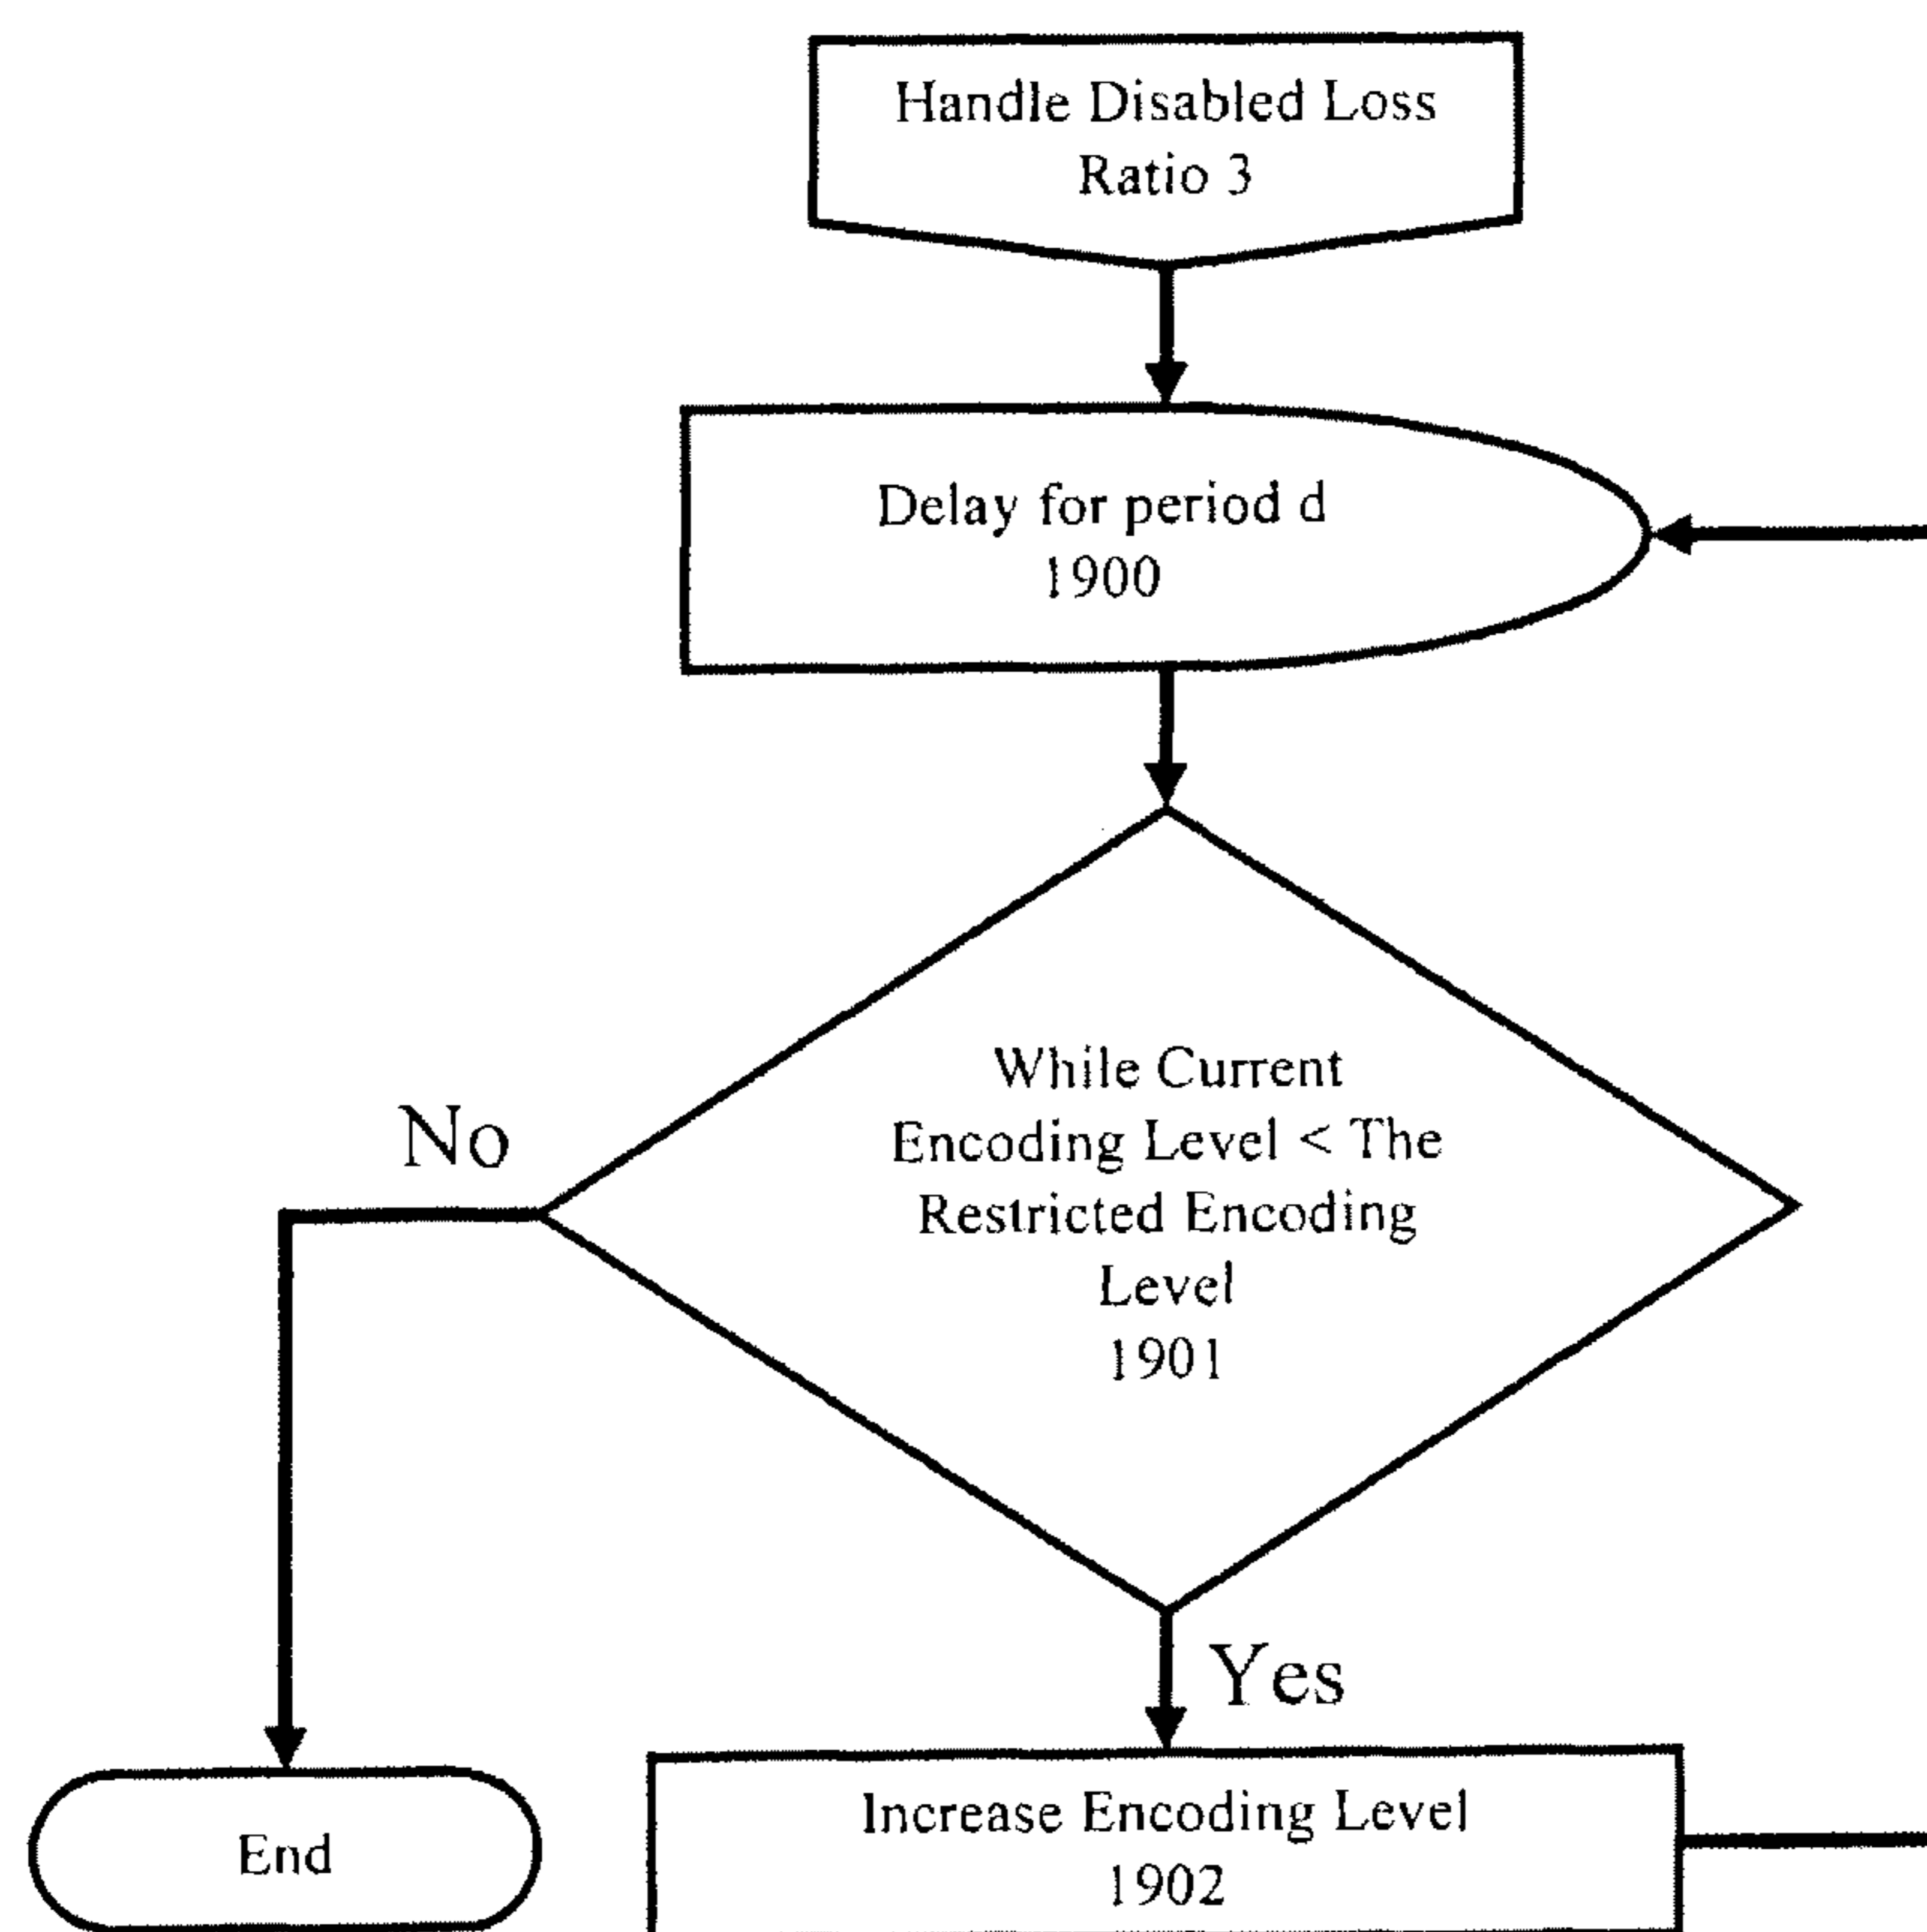 Handle Disabled Loss
Ratio 3
Delay for period d
1900
While Current
Encoding Level < The
Restricted Encoding
Level
1901
No
Yes
Increase Encoding Level
1902
End